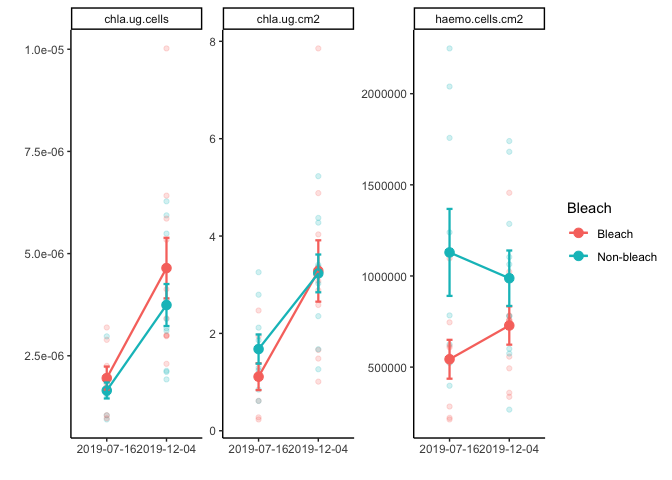 chla.ug.cells
chla.ug.cm2
haemo.cells.cm2
1.0e-05
7.5e-06
5.0e-06
2.5e-06
8
6
4
2
0
2000000
1500000
1000000
500000
2019-07-16 2019-12-04
2019-07-16 2019-12-04
2019-07-16 2019-12-04
Bleach
Bleach
Non-bleach